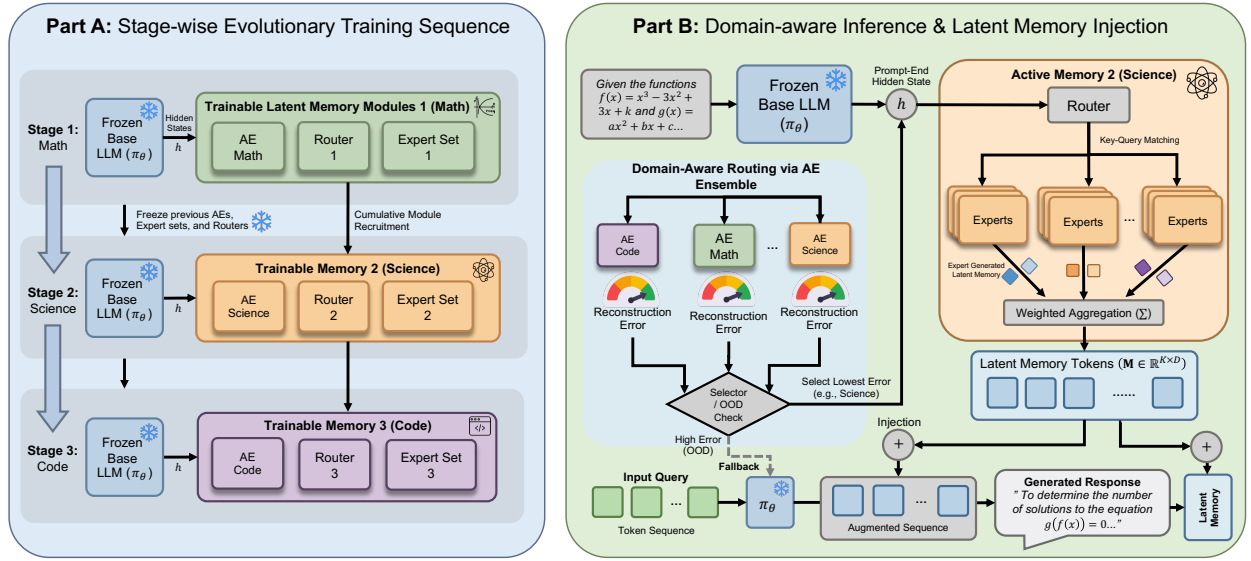 Part A: Stage-wise Evolutionary Training Sequence
Stage 1:
Math
Frozen
Base
LLM (πθ)
Hidden
States
h
Trainable Latent Memory Modules 1 (Math)
AE
Math
Router
1
Expert Set
1
Freeze previous AEs,
Expert sets, and Routers
Cumulative Module
Recruitment
Stage 2:
Science
Frozen
Base
LLM (πθ)
h
Trainable Memory 2 (Science)
AE
Science
Router
2
Expert Set
2
Stage 3:
Code
Frozen
Base
LLM (πθ)
h
Trainable Memory 3 (Code)
</>
AE
Code
Router
3
Expert Set
3
Part B: Domain-aware Inference & Latent Memory Injection
Given the functions
f(x) = x³ − 3x² +
3x + k and g(x) =
ax² + bx + c...
Frozen
Base LLM
(πθ)
Prompt-End
Hidden State
h
Active Memory 2 (Science)
Router
Key-Query Matching
Experts
Experts
...
Experts
Expert Generated
Latent Memory
Weighted Aggregation (Σ)
Domain-Aware Routing via AE
Ensemble
AE
Code
AE
Math
...
AE
Science
Reconstruction
Error
Reconstruction
Error
Reconstruction
Error
Selector
/ OOD
Check
Select Lowest Error
(e.g., Science)
High Error
(OOD)
Fallback
Latent Memory Tokens (M ∈ ℝ^{K×D})
......
Injection
+
+
Input Query
...
Token Sequence
πθ
...
Augmented Sequence
Generated Response
" To determine the number
of solutions to the equation
g(f(x)) = 0..."
Latent
Memory